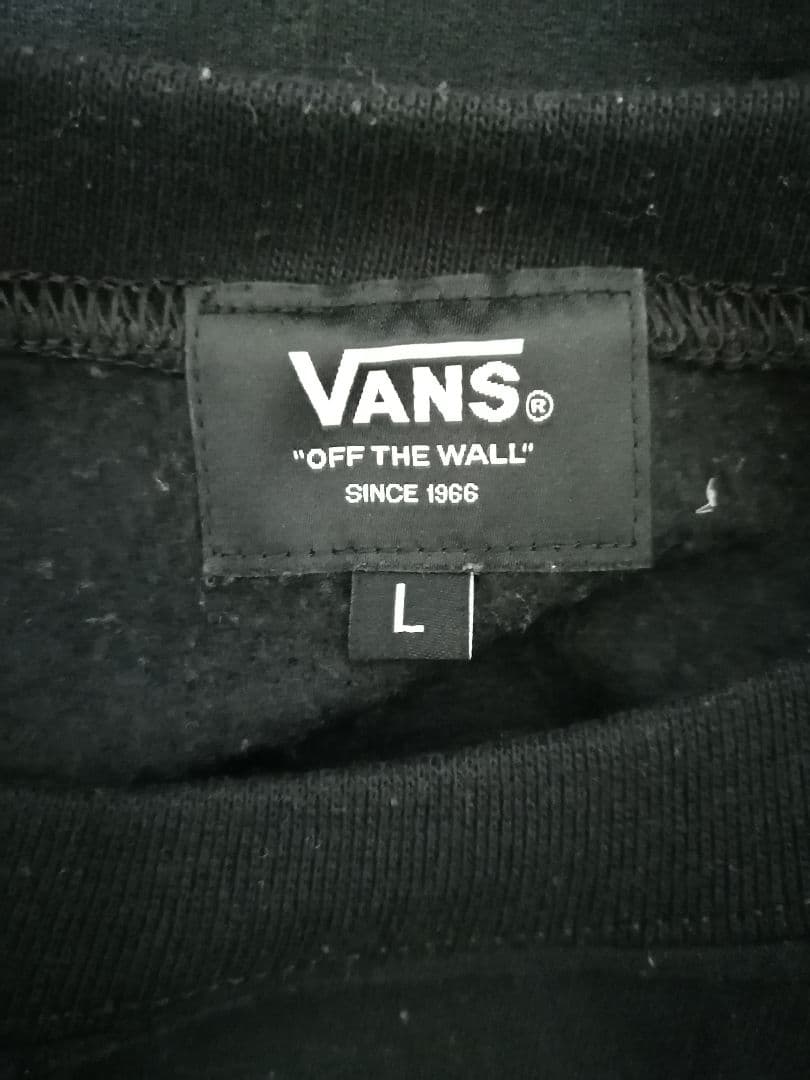 VANS®
"OFF THE WALL"
SINCE 1966
L